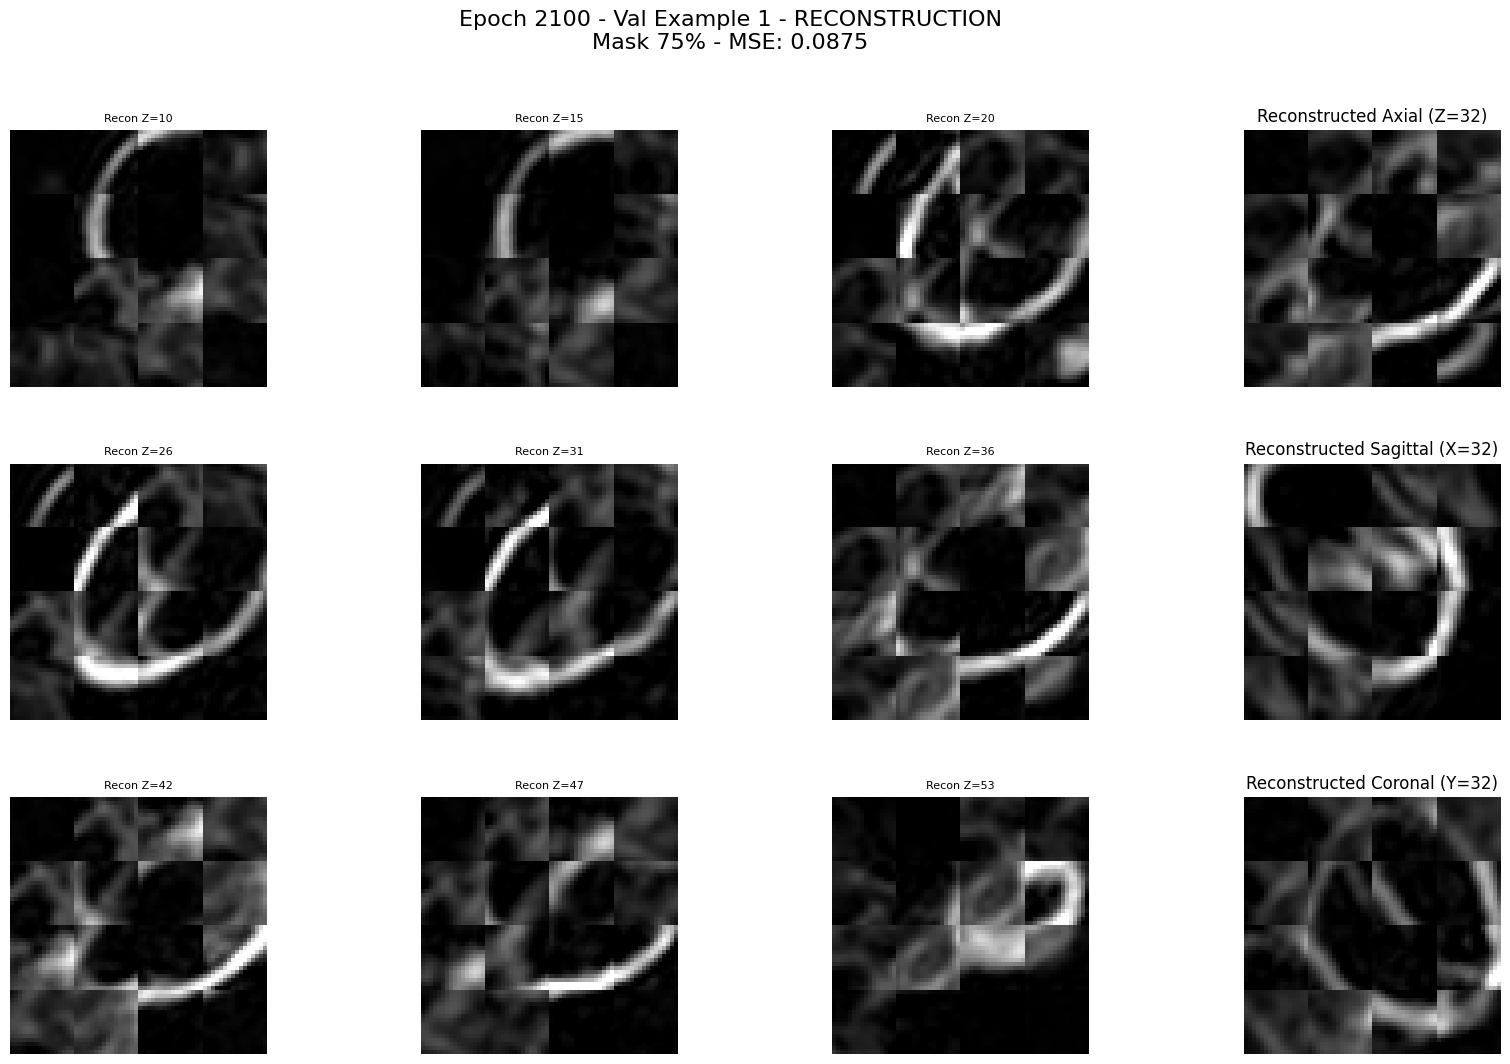 Epoch 2100 - Val Example 1 - RECONSTRUCTION
Mask 75% - MSE: 0.0875
Recon Z=10
Recon Z=15
Recon Z=20
Reconstructed Axial (Z=32)
Recon Z=26
Recon Z=31
Recon Z=36
Reconstructed Sagittal (X=32)
Recon Z=42
Recon Z=47
Recon Z=53
Reconstructed Coronal (Y=32)